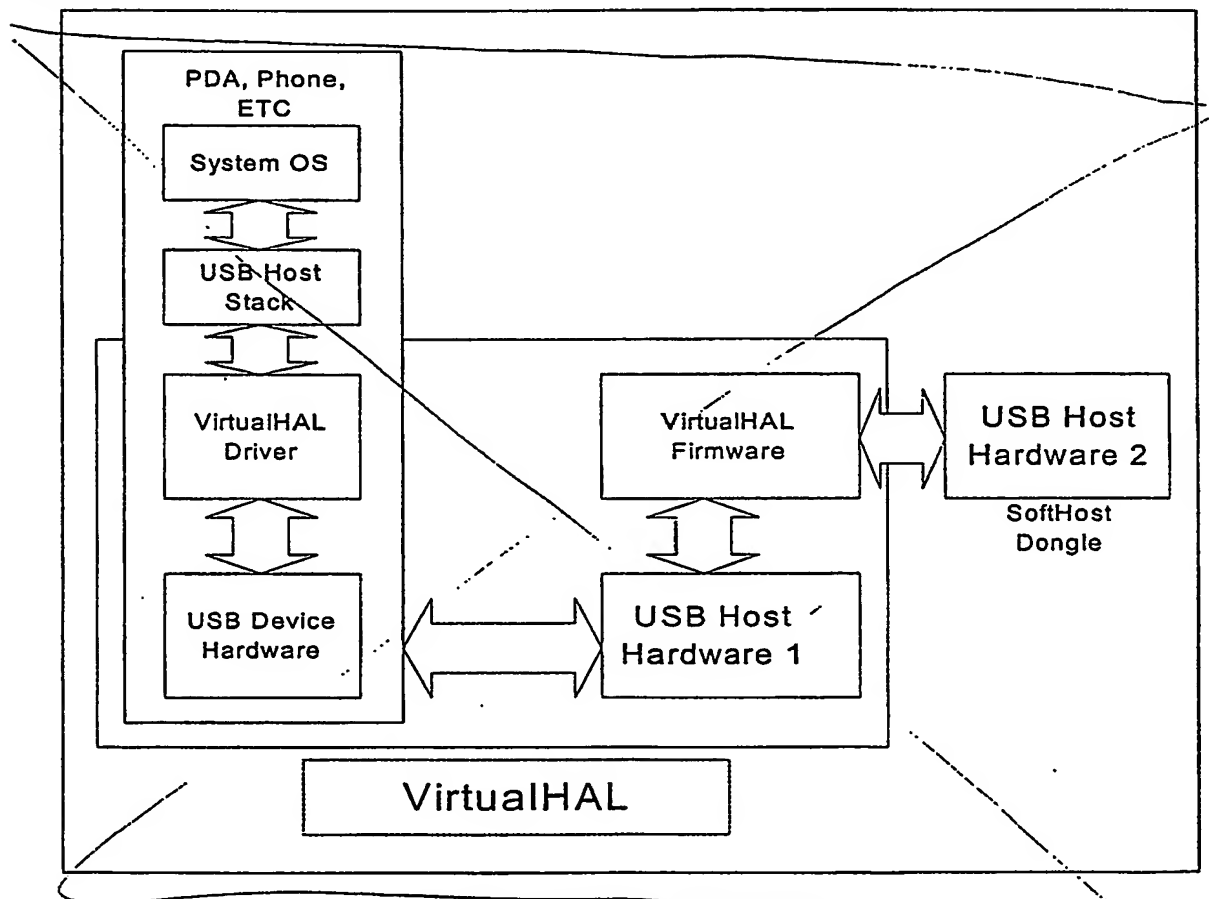 PDA, Phone,
ETC
System OS
USB Host
Stack
VirtualHAL
Driver
USB Device
Hardware
VirtualHAL
Firmware
USB Host
Hardware 1
USB Host
Hardware 2
SoftHost
Dongle
VirtualHAL